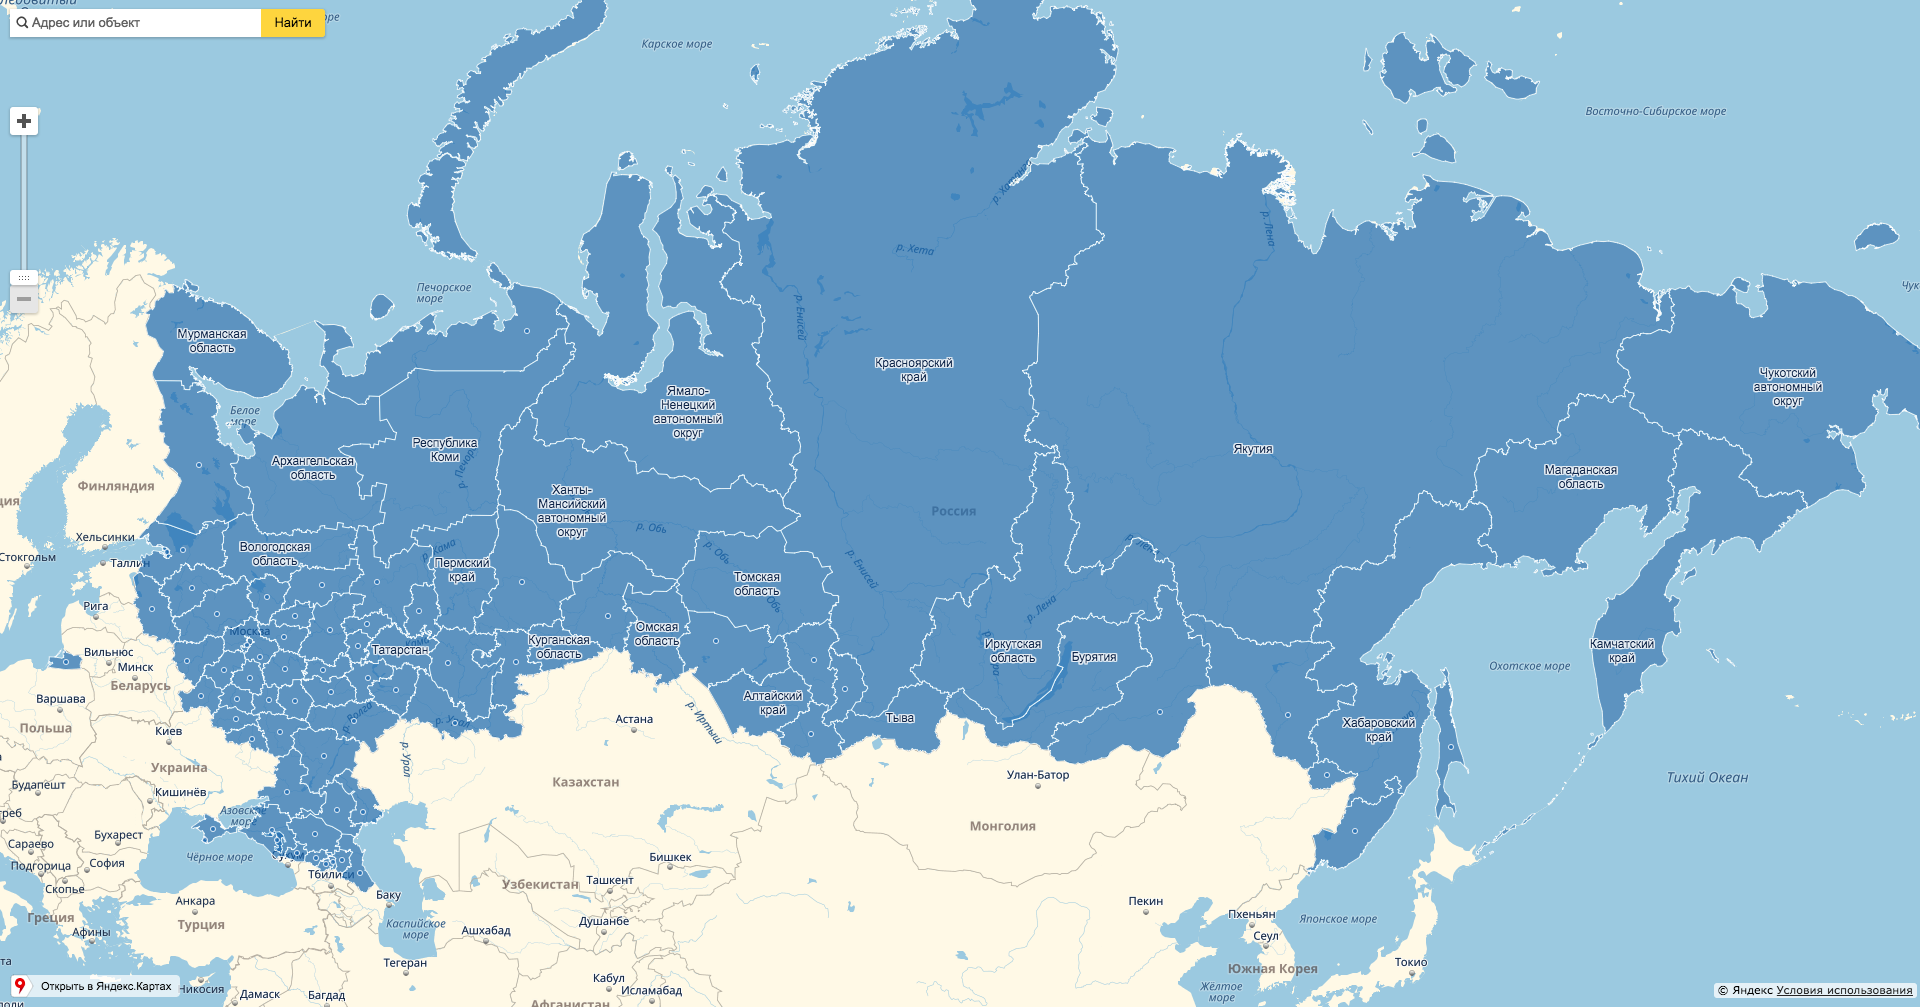 Адрес или объект
Найти
Карское море
Восточно-Сибирское море
р. Хета
р. Лена
р. Енисей
Печорское
море
Мурманская
область
Белое
море
Красноярский
край
Чукотский
автономный
округ
Ямало-
Ненецкий
автономный
округ
Республика
Коми
Архангельская
область
Якутия
Магаданская
область
Финляндия
Ханты-
Мансийский
автономный
округ
Россия
р. Обь
р. Обь
Хельсинки
Стокгольм
Таллин
Вологодская
область
р. Кама
Пермский
край
р. Енисей
Томская
область
Обь
р. Лена
Рига
Москва
Татарстан
Курганская
область
Омская
область
Иркутская
область
Бурятия
Камчатский
край
Охотское море
Вильнюс
Минск
Беларусь
Варшава
Польша
Киев
Украина
р. Волга
р. Урал
р. Урал
Астана
р. Иртыш
Алтайский
край
Тыва
Хабаровский
край
Казахстан
Улан-Батор
Монголия
Тихий Океан
Будапешт
Кишинёв
Азовское
море
Бухарест
Сараево
Подгорица
София
Скопье
Чёрное море
Тбилиси
Баку
Бишкек
Ташкент
Узбекистан
Душанбе
Ашхабад
Каспийское
море
Анкара
Турция
Греция
Афины
Пекин
Пхеньян
Сеул
Японское море
Южная Корея
Токио
Жёлтое
море
Тегеран
Кабул
Исламабад
Афганистан
Дамаск
Багдад
Открыть в Яндекс.Картах
© Яндекс Условия использования